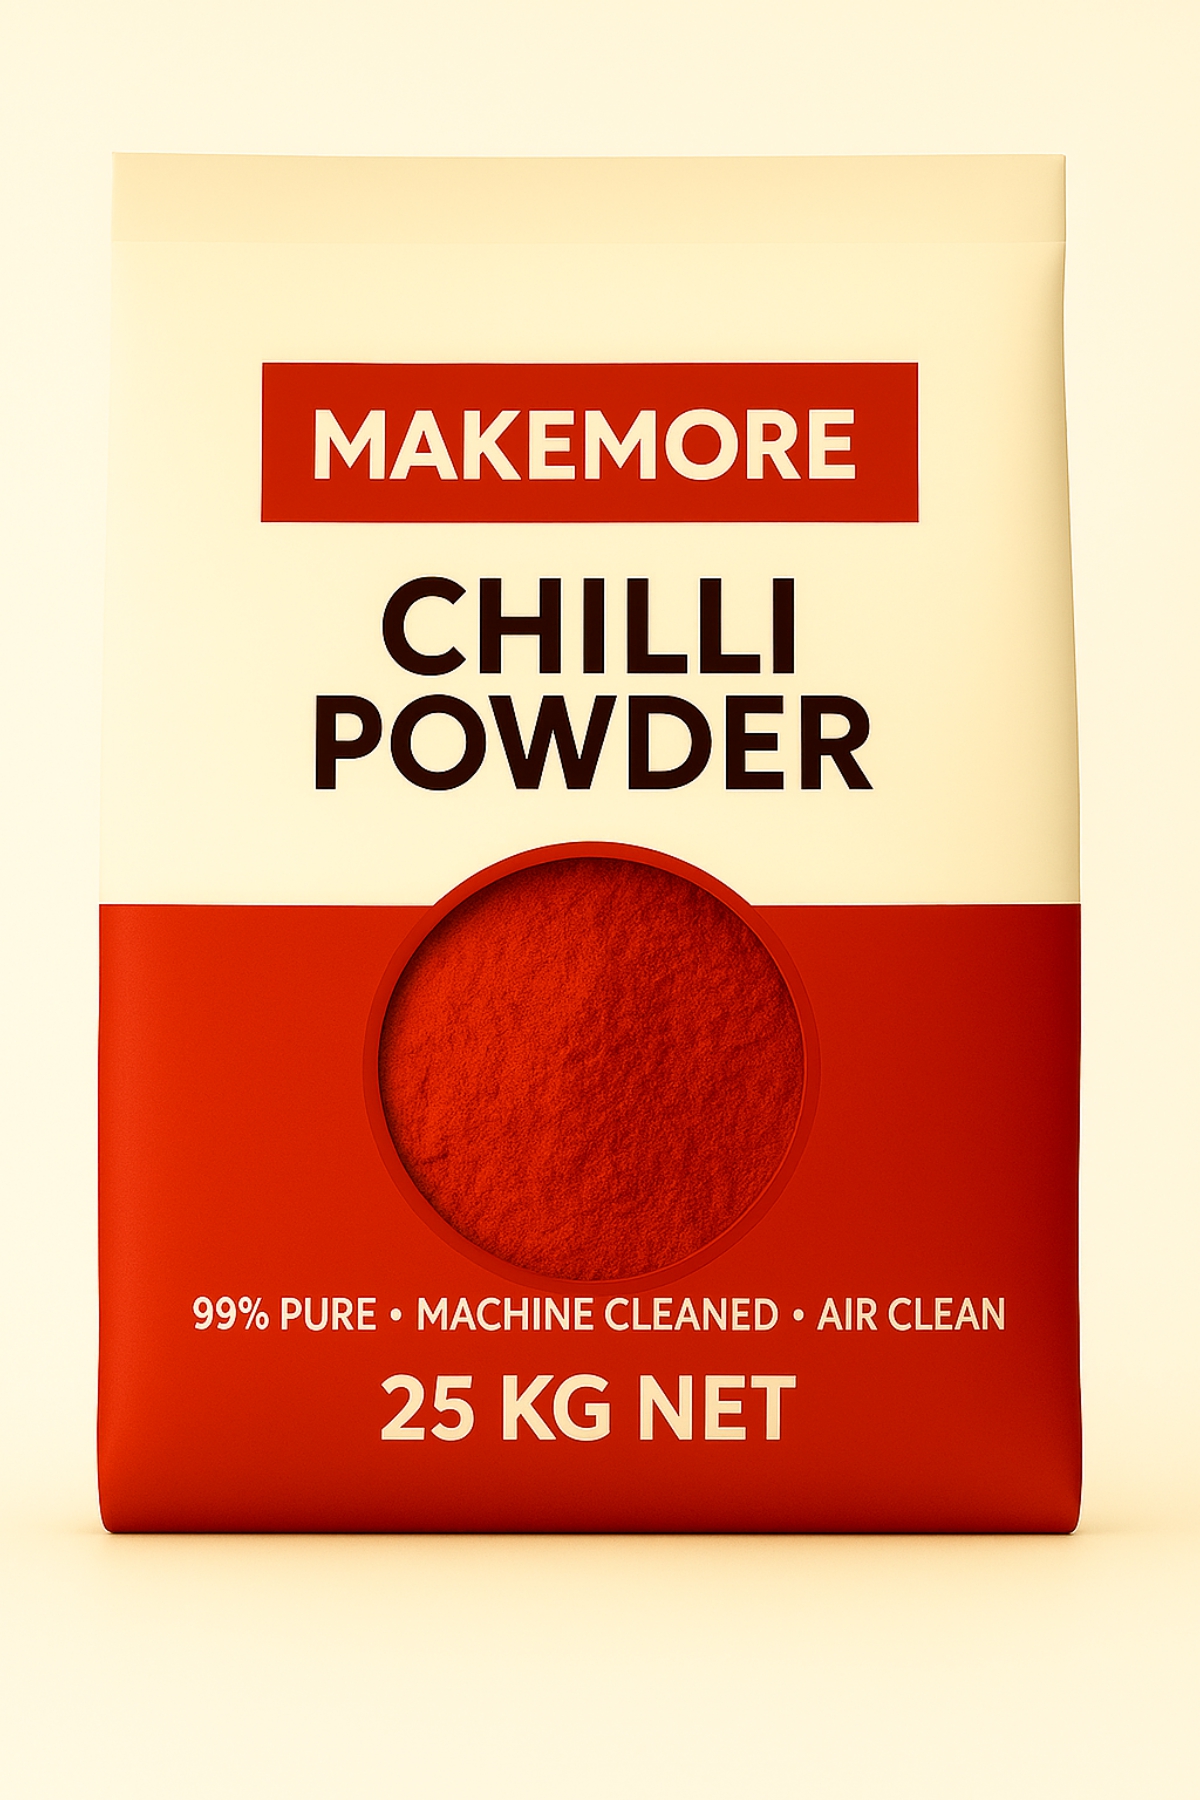 MAKEMORE
CHILLI
POWDER
99% PURE • MACHINE CLEANED • AIR CLEAN
25 KG NET